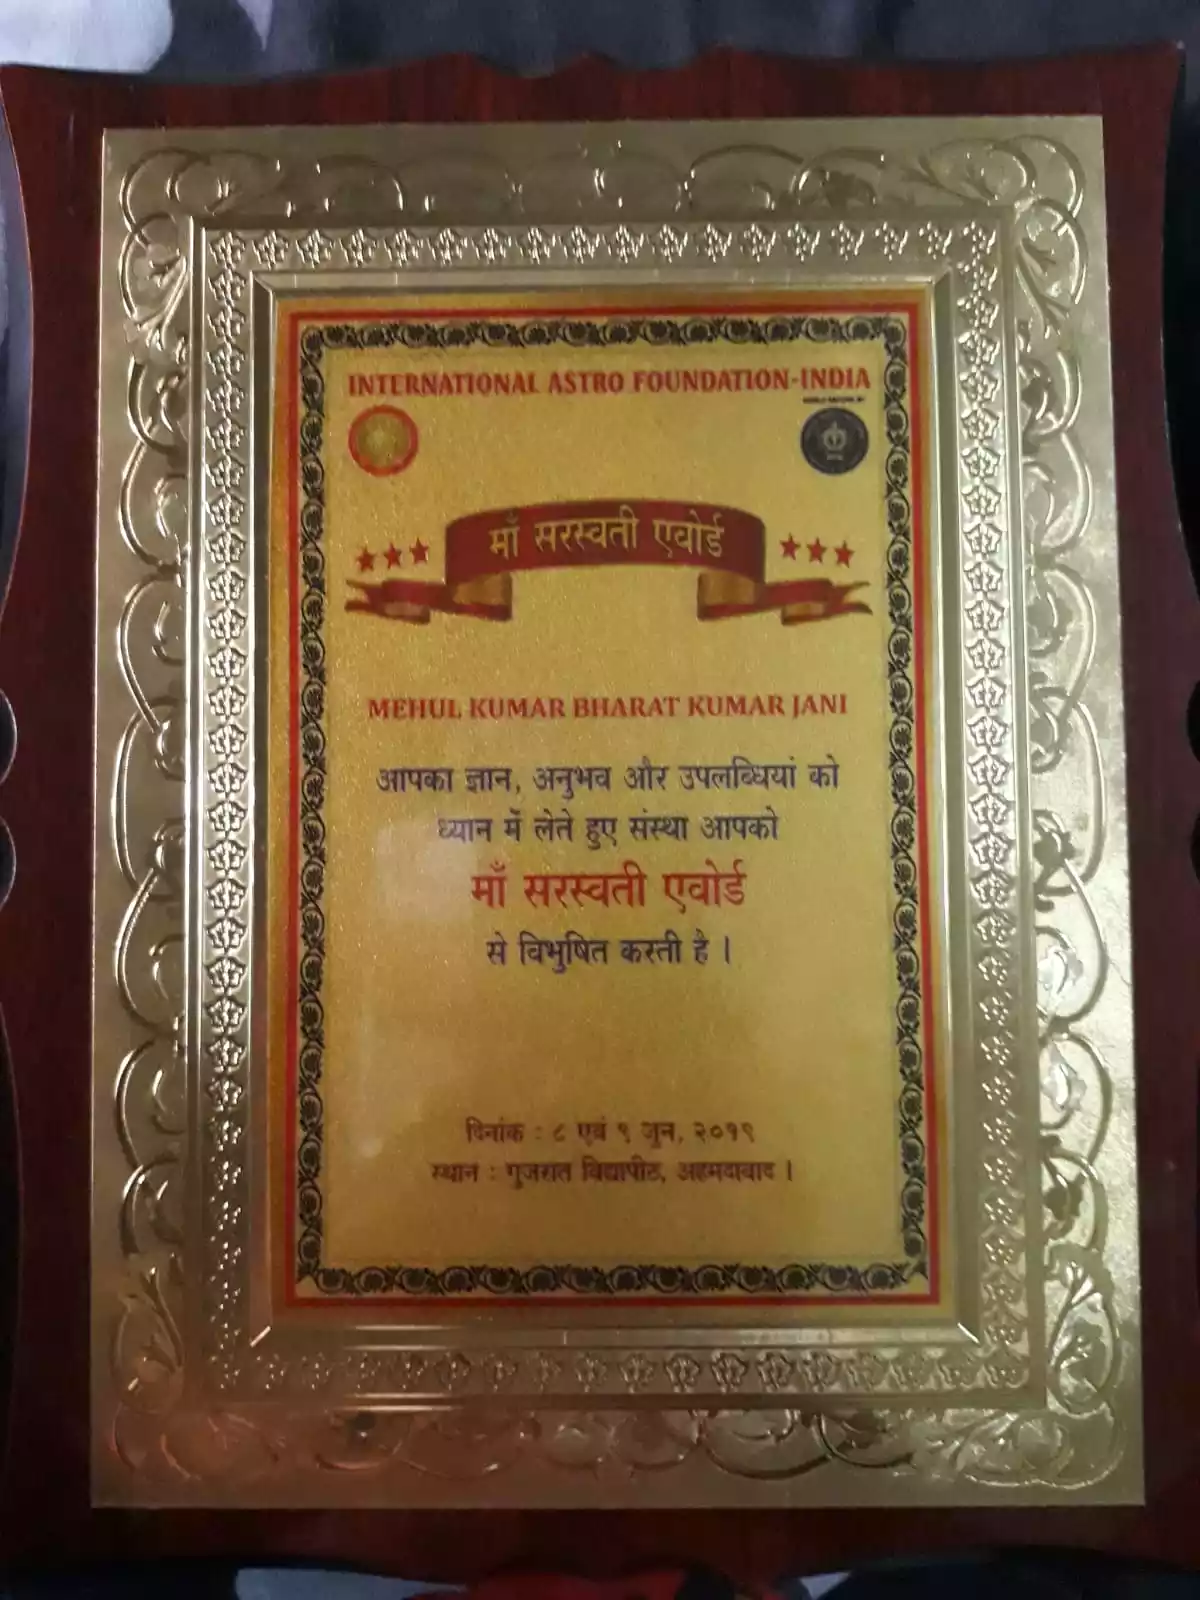 INTERNATIONAL ASTRO FOUNDATION-INDIA
माँ सरस्वती एवोर्ड
MEHUL KUMAR BHARAT KUMAR JANI
आपका ज्ञान, अनुभव और उपलब्धियां को
ध्यान में लेते हुए संस्था आपको
माँ सरस्वती एवोर्ड
से विभुषित करती है ।
दिनांक : ८ एवं ९ जून, २०१९
स्थान : गुजरात विद्यापीठ, अहमदावाद ।